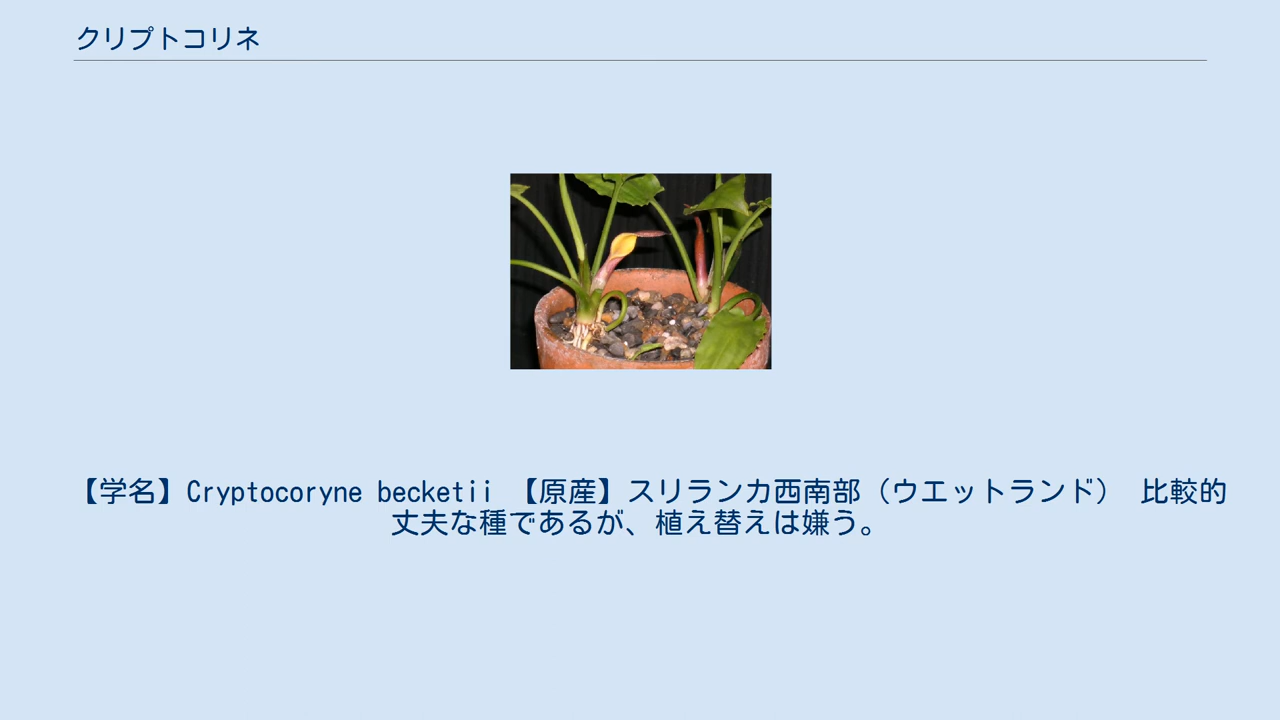 クリプトコリネ
【学名】Cryptocoryne becketii 【原産】スリランカ西南部（ウエットランド） 比較的
丈夫な種であるが、植え替えは嫌う。